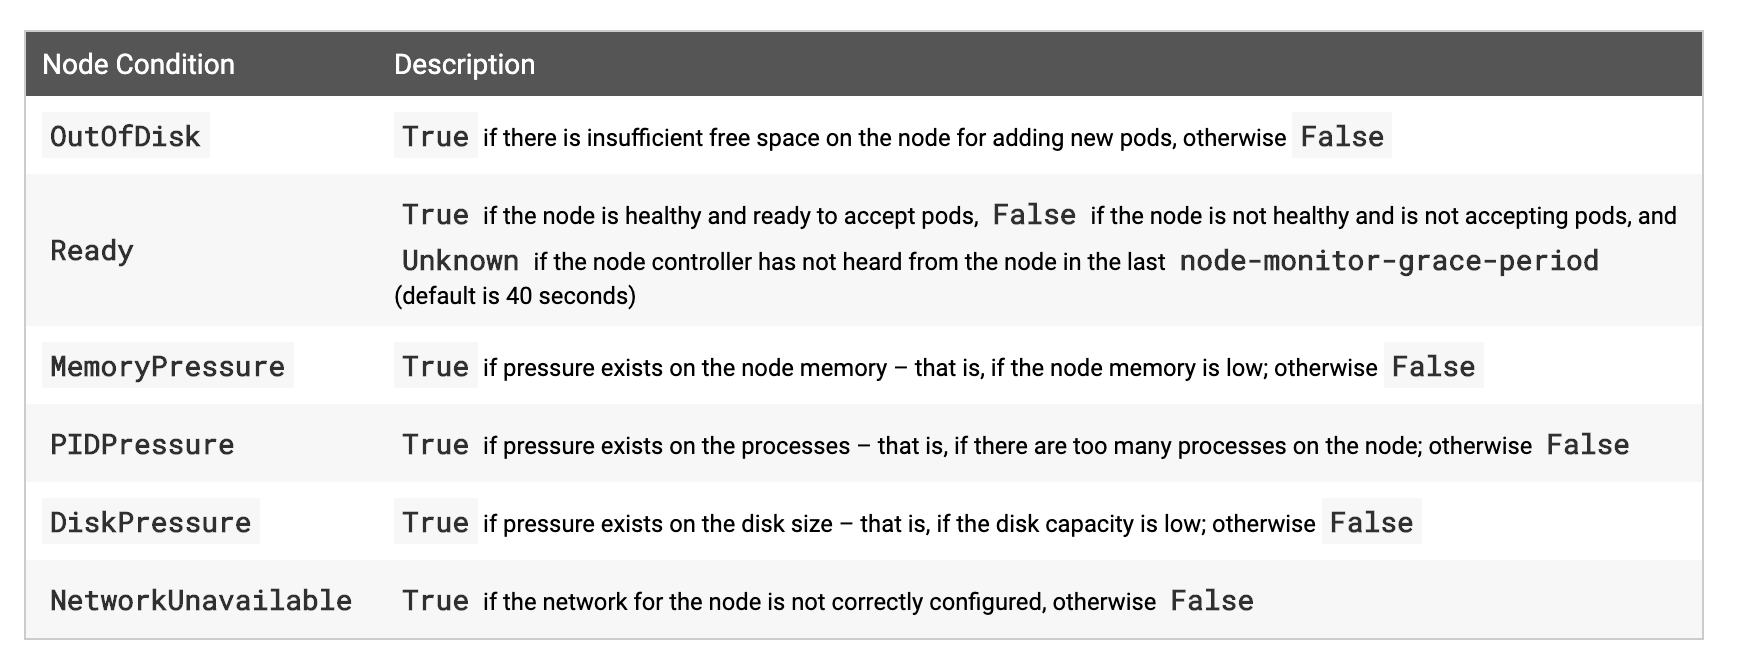 Node Condition Description
OutOfDisk True if there is insufficient free space on the node for adding new pods, otherwise False
True if the node is healthy and ready to accept pods, False if the node is not healthy and is not accepting pods, and
Ready Unknown if the node controller has not heard from the node in the last node-monitor-grace-period
(default is 40 seconds)
MemoryPressure True if pressure exists on the node memory – that is, if the node memory is low; otherwise False
PIDPressure True if pressure exists on the processes – that is, if there are too many processes on the node; otherwise False
DiskPressure True if pressure exists on the disk size – that is, if the disk capacity is low; otherwise False
NetworkUnavailable True if the network for the node is not correctly configured, otherwise False